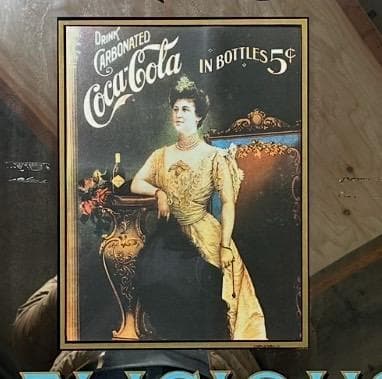 DRINK
CARBONATED
Coca-Cola
IN BOTTLES 5¢